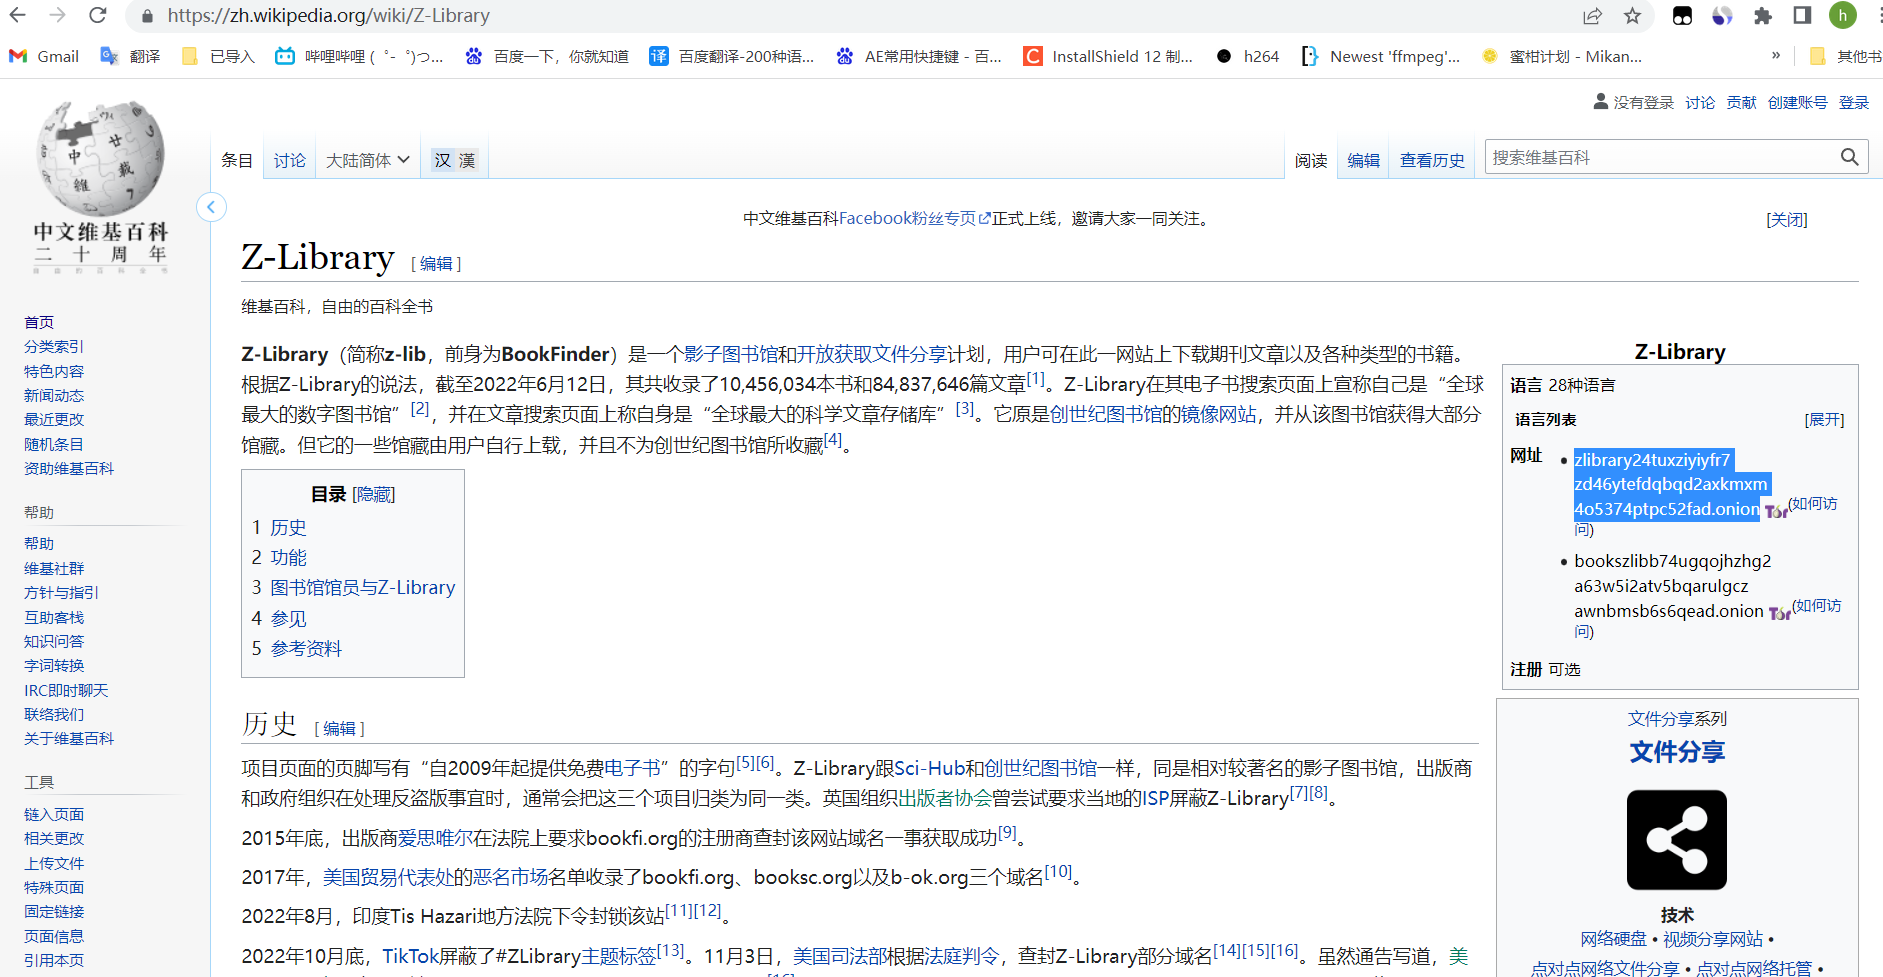 https://zh.wikipedia.org/wiki/Z-Library
h
Gmail
翻译
已导入
哔哩哔哩 ( ゜- ゜)つ...
百度一下，你就知道
译 百度翻译-200种语...
AE常用快捷键 - 百...
C InstallShield 12 制...
h264
Newest 'ffmpeg'...
蜜柑计划 - Mikan...
»
其他书
没有登录 讨论 贡献 创建账号 登录
中文维基百科
二十周年
条目 讨论 大陆简体 汉 漢
阅读 编辑 查看历史 搜索维基百科
中文维基百科Facebook粉丝专页正式上线，邀请大家一同关注。
[关闭]
Z-Library [ 编辑 ]
维基百科，自由的百科全书
首页
分类索引
特色内容
新闻动态
最近更改
随机条目
资助维基百科
帮助
帮助
维基社群
方针与指引
互助客栈
知识问答
字词转换
IRC即时聊天
联络我们
关于维基百科
工具
链入页面
相关更改
上传文件
特殊页面
固定链接
页面信息
引用本页
Z-Library（简称z-lib，前身为BookFinder）是一个影子图书馆和开放获取文件分享计划，用户可在此一网站上下载期刊文章以及各种类型的书籍。
根据Z-Library的说法，截至2022年6月12日，其共收录了10,456,034本书和84,837,646篇文章[1]。Z-Library在其电子书搜索页面上宣称自己是“全球
最大的数字图书馆”[2]，并在文章搜索页面上称自身是“全球最大的科学文章存储库”[3]。它原是创世纪图书馆的镜像网站，并从该图书馆获得大部分
馆藏。但它的一些馆藏由用户自行上载，并且不为创世纪图书馆所收藏[4]。
目录 [隐藏]
1 历史
2 功能
3 图书馆馆员与Z-Library
4 参见
5 参考资料
历史 [ 编辑 ]
项目页面的页脚写有“自2009年起提供免费电子书”的字句[5][6]。Z-Library跟Sci-Hub和创世纪图书馆一样，同是相对较著名的影子图书馆，出版商
和政府组织在处理反盗版事宜时，通常会把这三个项目归类为同一类。英国组织出版者协会曾尝试要求当地的ISP屏蔽Z-Library[7][8]。
2015年底，出版商爱思唯尔在法院上要求bookfi.org的注册商查封该网站域名一事获取成功[9]。
2017年，美国贸易代表处的恶名市场名单收录了bookfi.org、booksc.org以及b-ok.org三个域名[10]。
2022年8月，印度Tis Hazari地方法院下令封锁该站[11][12]。
2022年10月底，TikTok屏蔽了#ZLibrary主题标签[13]。11月3日，美国司法部根据法庭判令，查封Z-Library部分域名[14][15][16]。虽然通告写道，美
Z-Library
语言 28种语言
语言列表 [展开]
网址
• zlibrary24tuxziyiyfr7
zd46ytefdqbqd2axkmxm
4o5374ptpc52fad.onion Tor (如何访
问)
• bookszlibb74ugqojhzhg2
a63w5i2atv5bqarulgcz
awnbmsb6s6qead.onion Tor (如何访
问)
注册 可选
文件分享系列
文件分享
技术
网络硬盘 • 视频分享网站 •
点对点网络文件分享 • 点对点网络托管 •